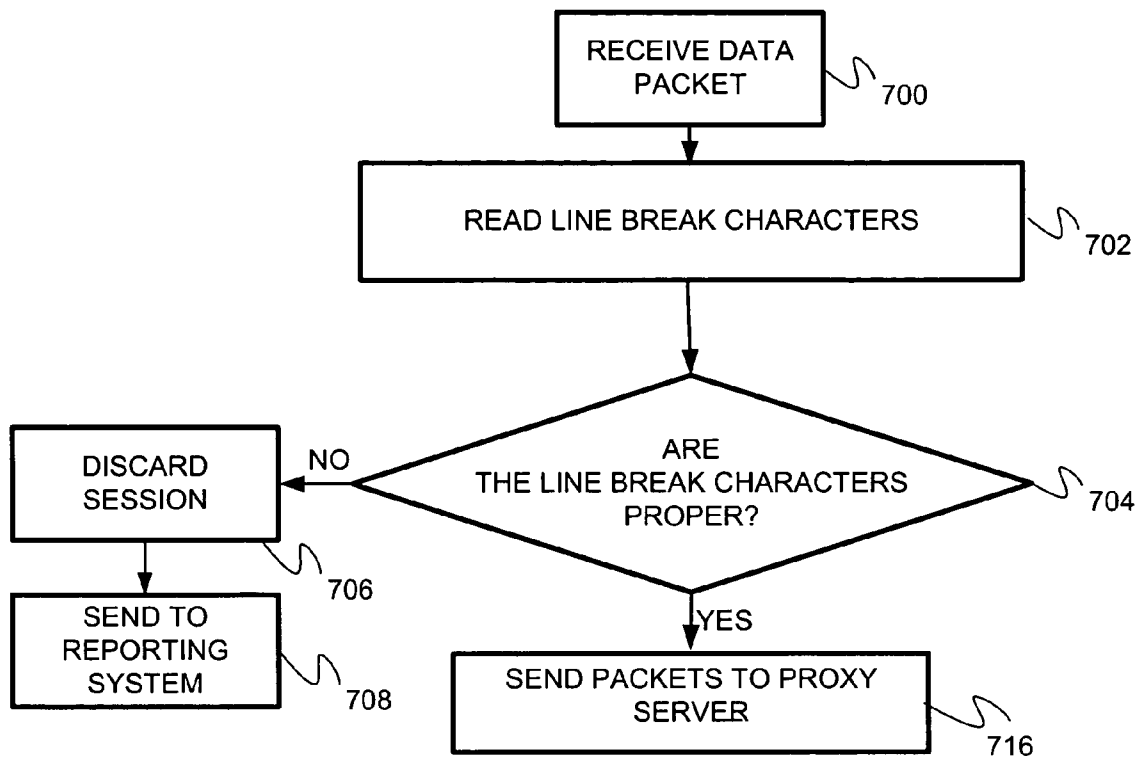 RECEIVE DATA
PACKET
700
READ LINE BREAK CHARACTERS
702
ARE
THE LINE BREAK CHARACTERS
PROPER?
704
NO
DISCARD
SESSION
706
SEND TO
REPORTING
SYSTEM
708
YES
SEND PACKETS TO PROXY
SERVER
716